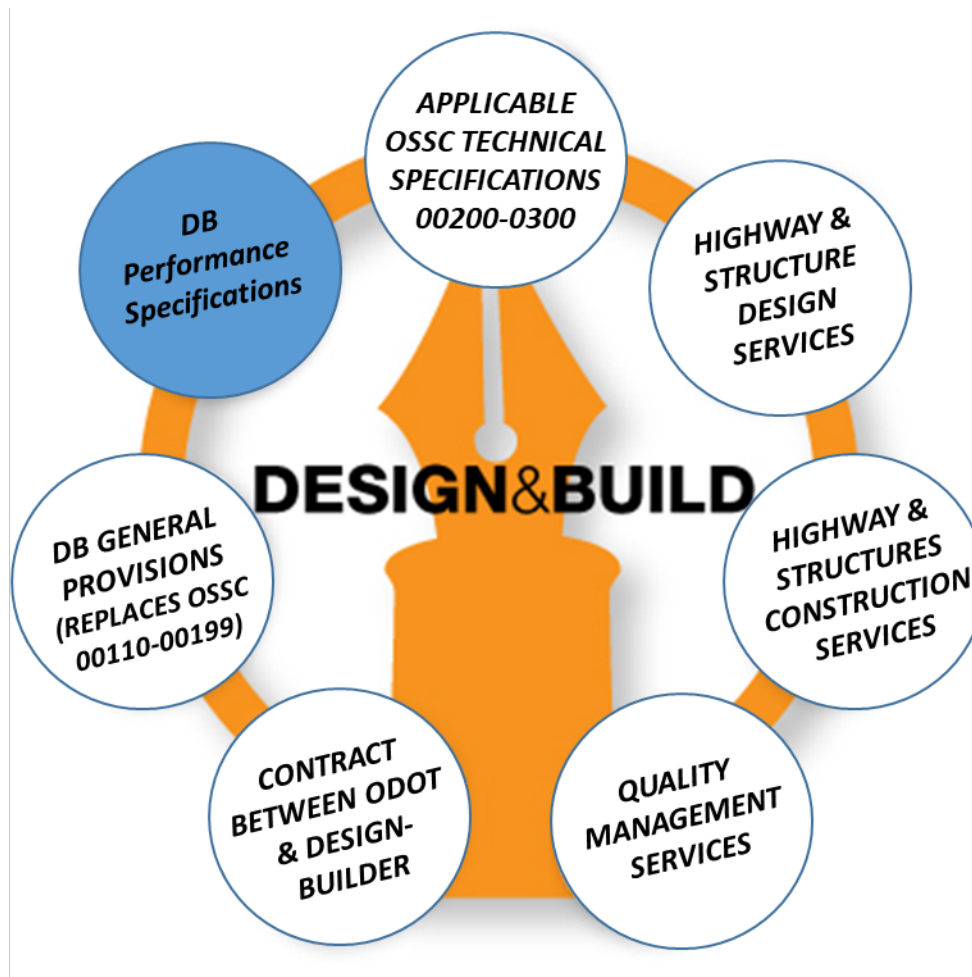 APPLICABLE
OSSC TECHNICAL
SPECIFICATIONS
00200-0300
DB
Performance
Specifications
HIGHWAY &
STRUCTURE
DESIGN
SERVICES
DESIGN&BUILD
DB GENERAL
PROVISIONS
(REPLACES OSSC
00110-00199)
HIGHWAY &
STRUCTURES
CONSTRUCTION
SERVICES
CONTRACT
BETWEEN ODOT
& DESIGN-
BUILDER
QUALITY
MANAGEMENT
SERVICES